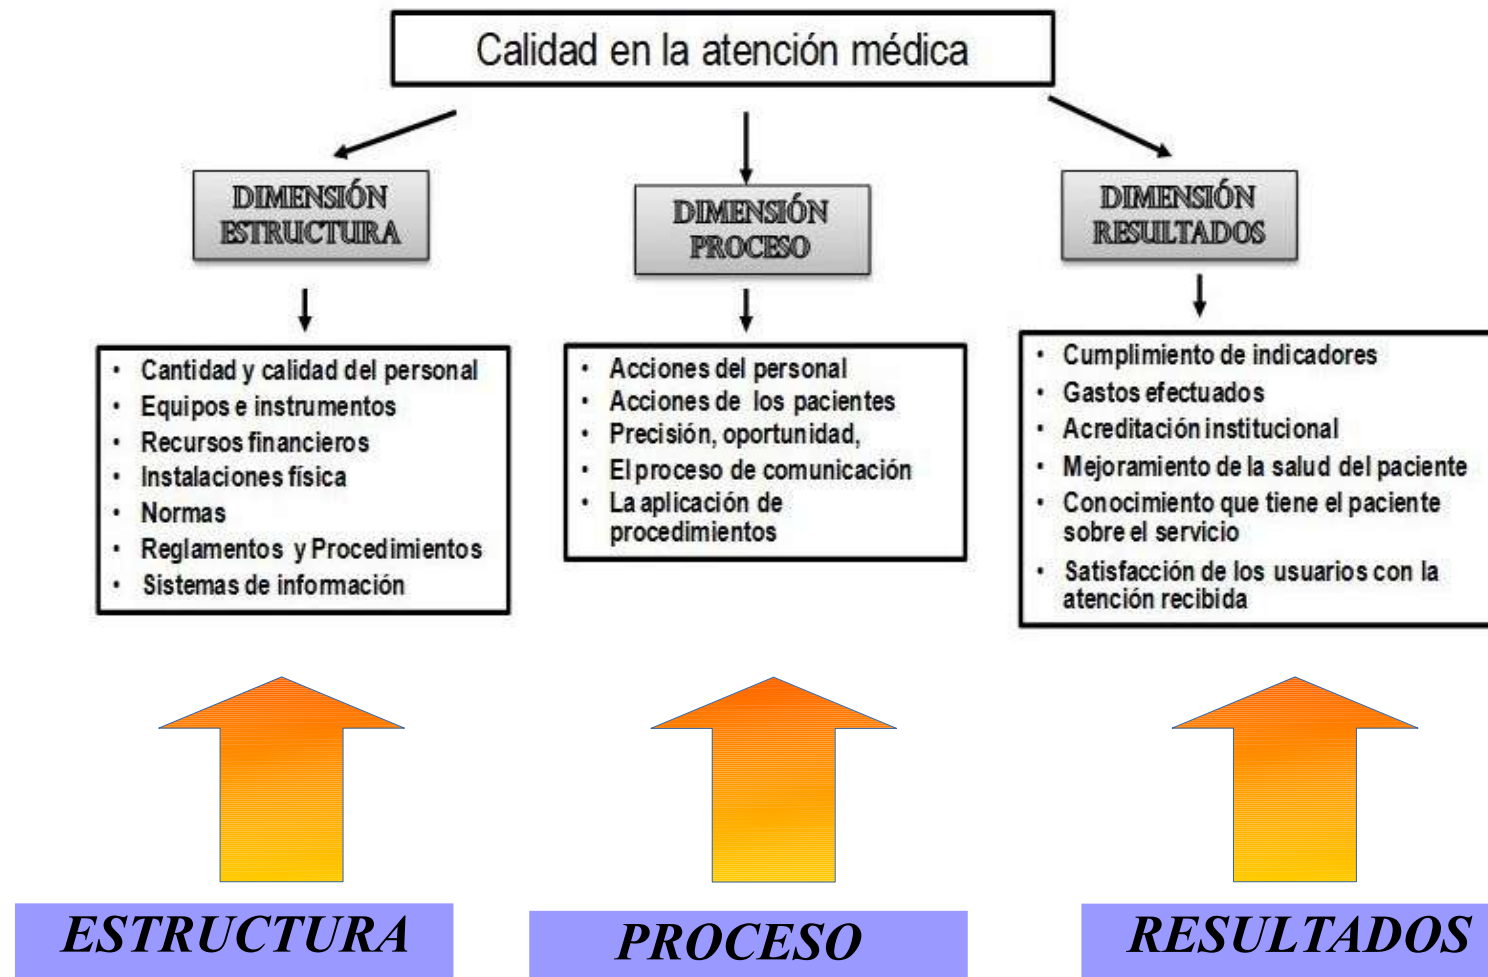 Calidad en la atención médica
DIMENSIÓN
ESTRUCTURA
• Cantidad y calidad del personal
• Equipos e instrumentos
• Recursos financieros
• Instalaciones física
• Normas
• Reglamentos y Procedimientos
• Sistemas de información
DIMENSIÓN
PROCESO
• Acciones del personal
• Acciones de los pacientes
• Precisión, oportunidad,
• El proceso de comunicación
• La aplicación de
procedimientos
DIMENSIÓN
RESULTADOS
• Cumplimiento de indicadores
• Gastos efectuados
• Acreditación institucional
• Mejoramiento de la salud del paciente
• Conocimiento que tiene el paciente
sobre el servicio
• Satisfacción de los usuarios con la
atención recibida
ESTRUCTURA
PROCESO
RESULTADOS